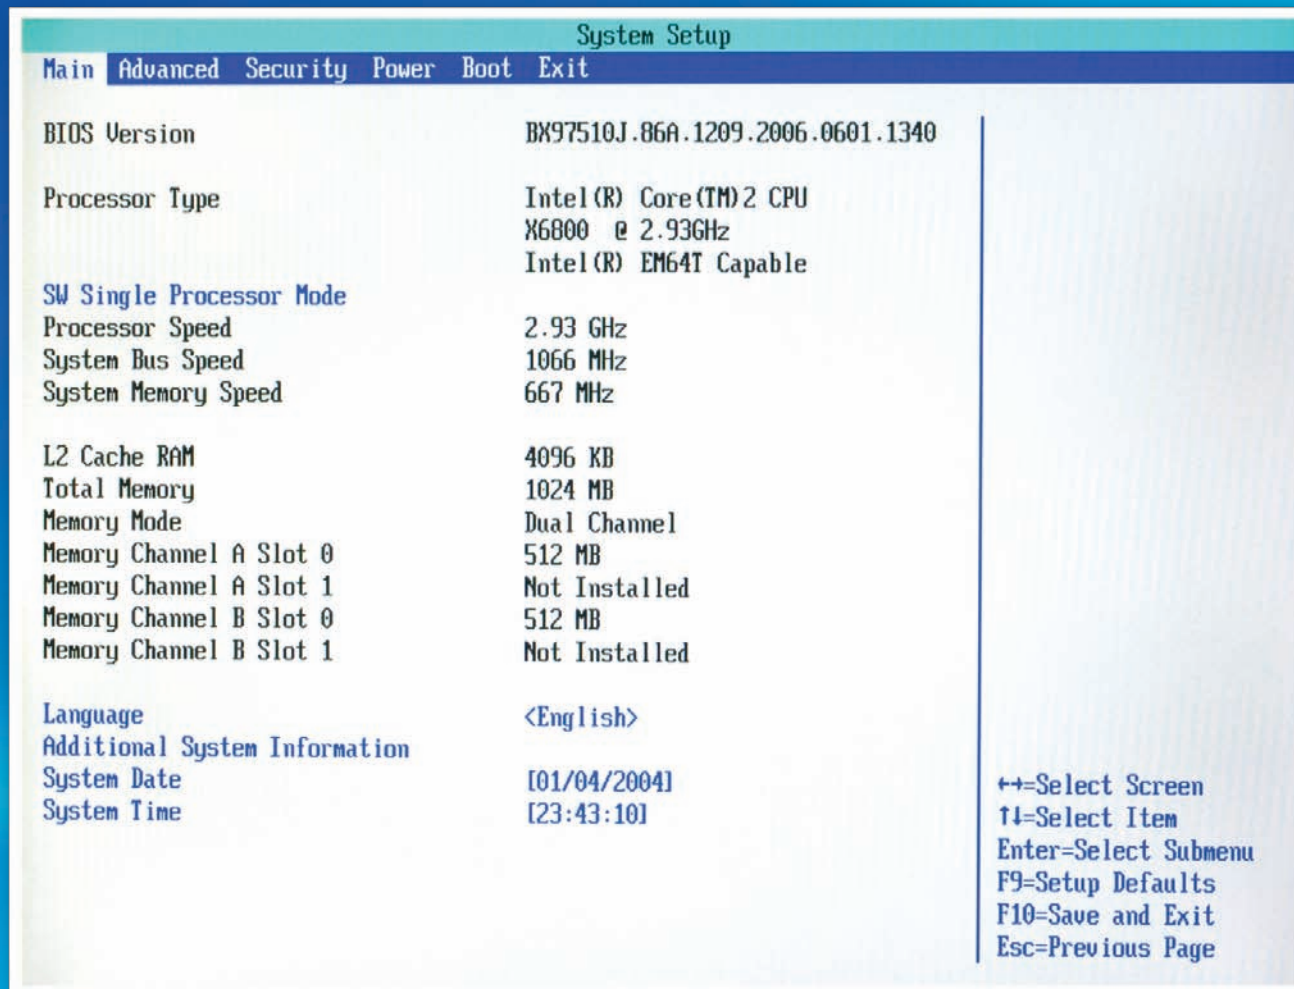 System Setup
Main Advanced Security Power Boot Exit
BIOS Version BX97510J.86A.1209.2006.0601.1340
Processor Type Intel(R) Core(TM)2 CPU
X6800 @ 2.93GHz
Intel(R) EM64T Capable
SW Single Processor Mode
Processor Speed 2.93 GHz
System Bus Speed 1066 MHz
System Memory Speed 667 MHz
L2 Cache RAM 4096 KB
Total Memory 1024 MB
Memory Mode Dual Channel
Memory Channel A Slot 0 512 MB
Memory Channel A Slot 1 Not Installed
Memory Channel B Slot 0 512 MB
Memory Channel B Slot 1 Not Installed
Language <English>
Additional System Information
System Date [01/04/2004]
System Time [23:43:10]
←→=Select Screen
↑↓=Select Item
Enter=Select Submenu
F9=Setup Defaults
F10=Save and Exit
Esc=Previous Page